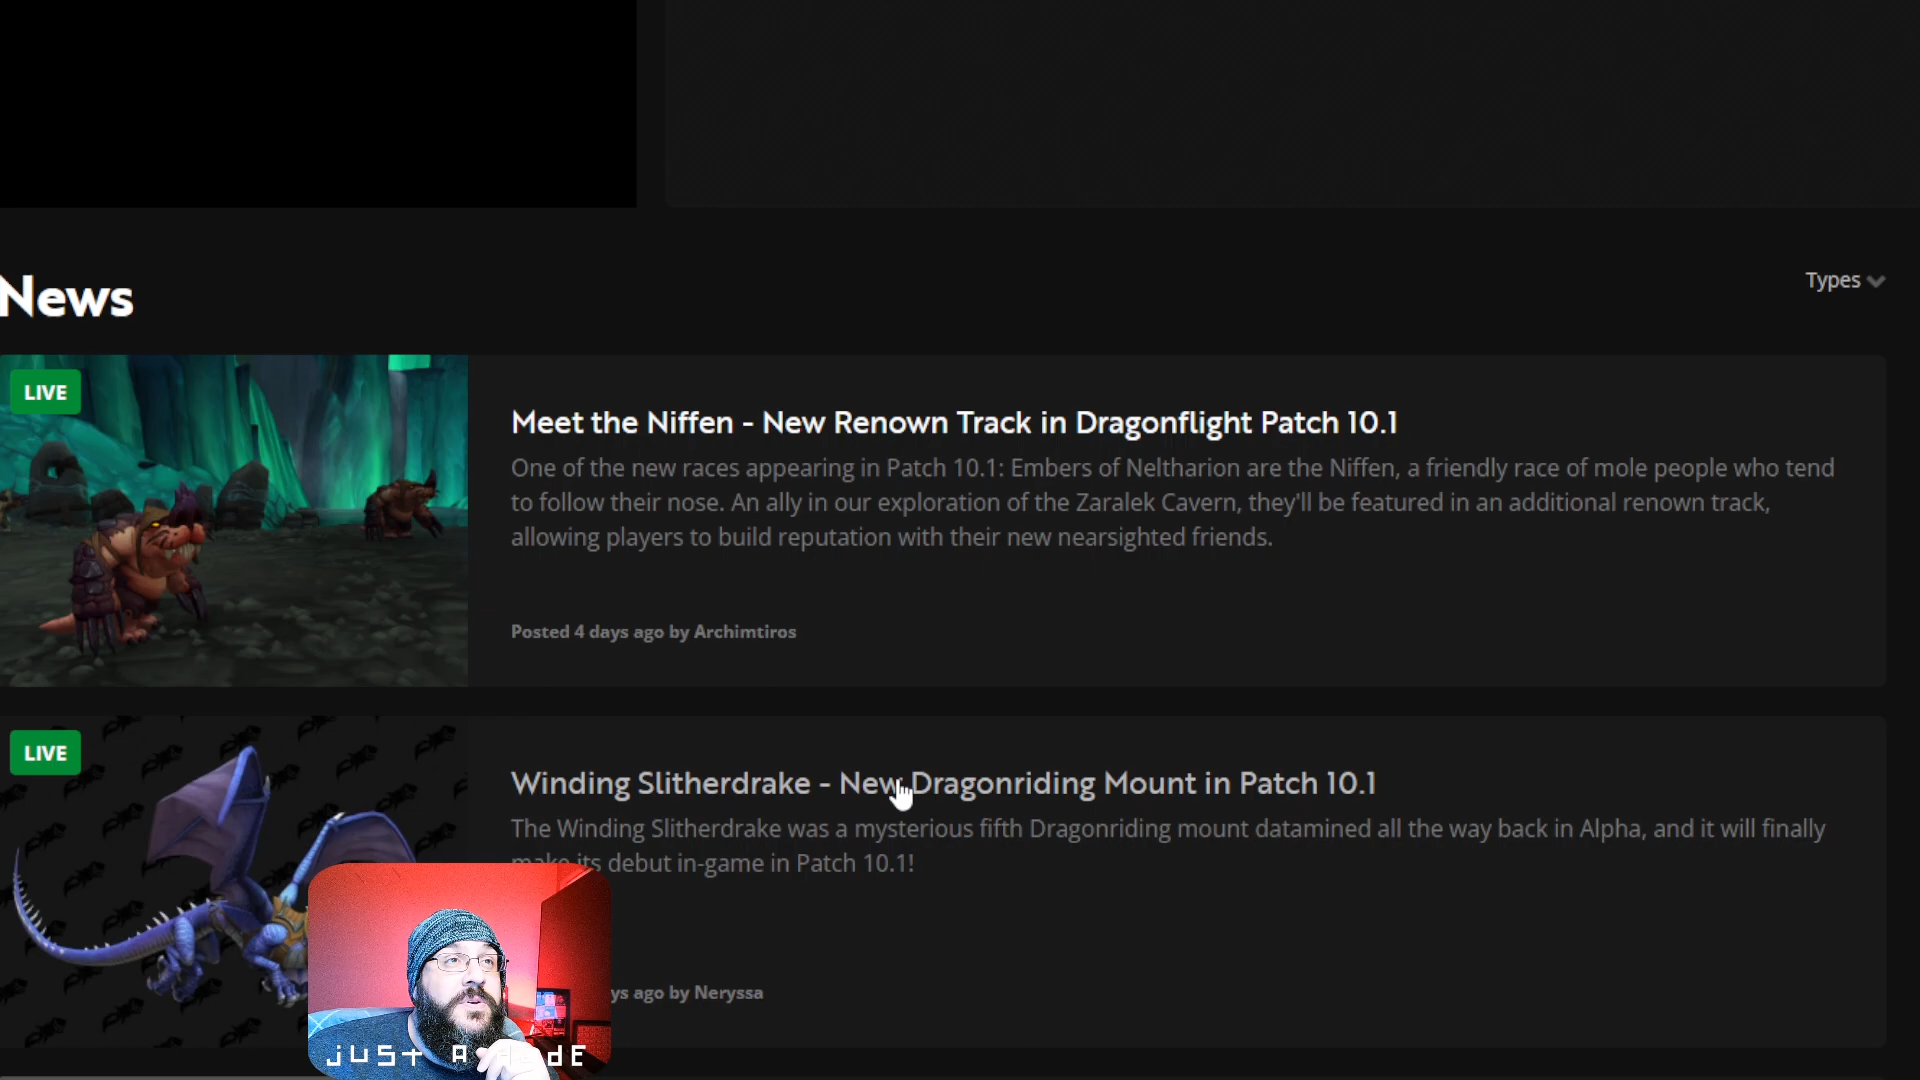 News
Types
LIVE
Meet the Niffen - New Renown Track in Dragonflight Patch 10.1
One of the new races appearing in Patch 10.1: Embers of Neltharion are the Niffen, a friendly race of mole people who tend
to follow their nose. An ally in our exploration of the Zaralek Cavern, they'll be featured in an additional renown track,
allowing players to build reputation with their new nearsighted friends.
Posted 4 days ago by Archimtiros
LIVE
Winding Slitherdrake - New Dragonriding Mount in Patch 10.1
The Winding Slitherdrake was a mysterious fifth Dragonriding mount datamined all the way back in Alpha, and it will finally
make its debut in-game in Patch 10.1!
ago by Neryssa
jUST A